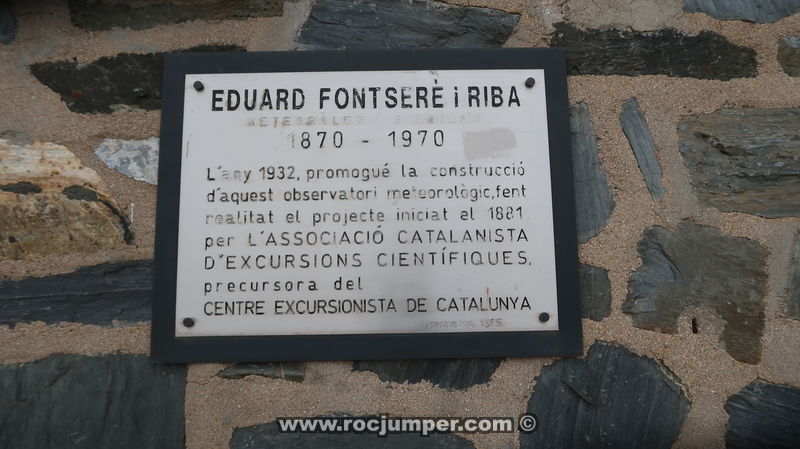 EDUARD FONTSERÈ i RIBA
1870 - 1970
L'any 1932, promogué la construcció
d'aquest observatori meteorològic, fent
realitat el projecte iniciat el 1881,
per L'ASSOCIACIÓ CATALANISTA
D'EXCURSIONS CIENTÍFIQUES,
precursora del
CENTRE EXCURSIONISTA DE CATALUNYA
www.rocjumper.com ©